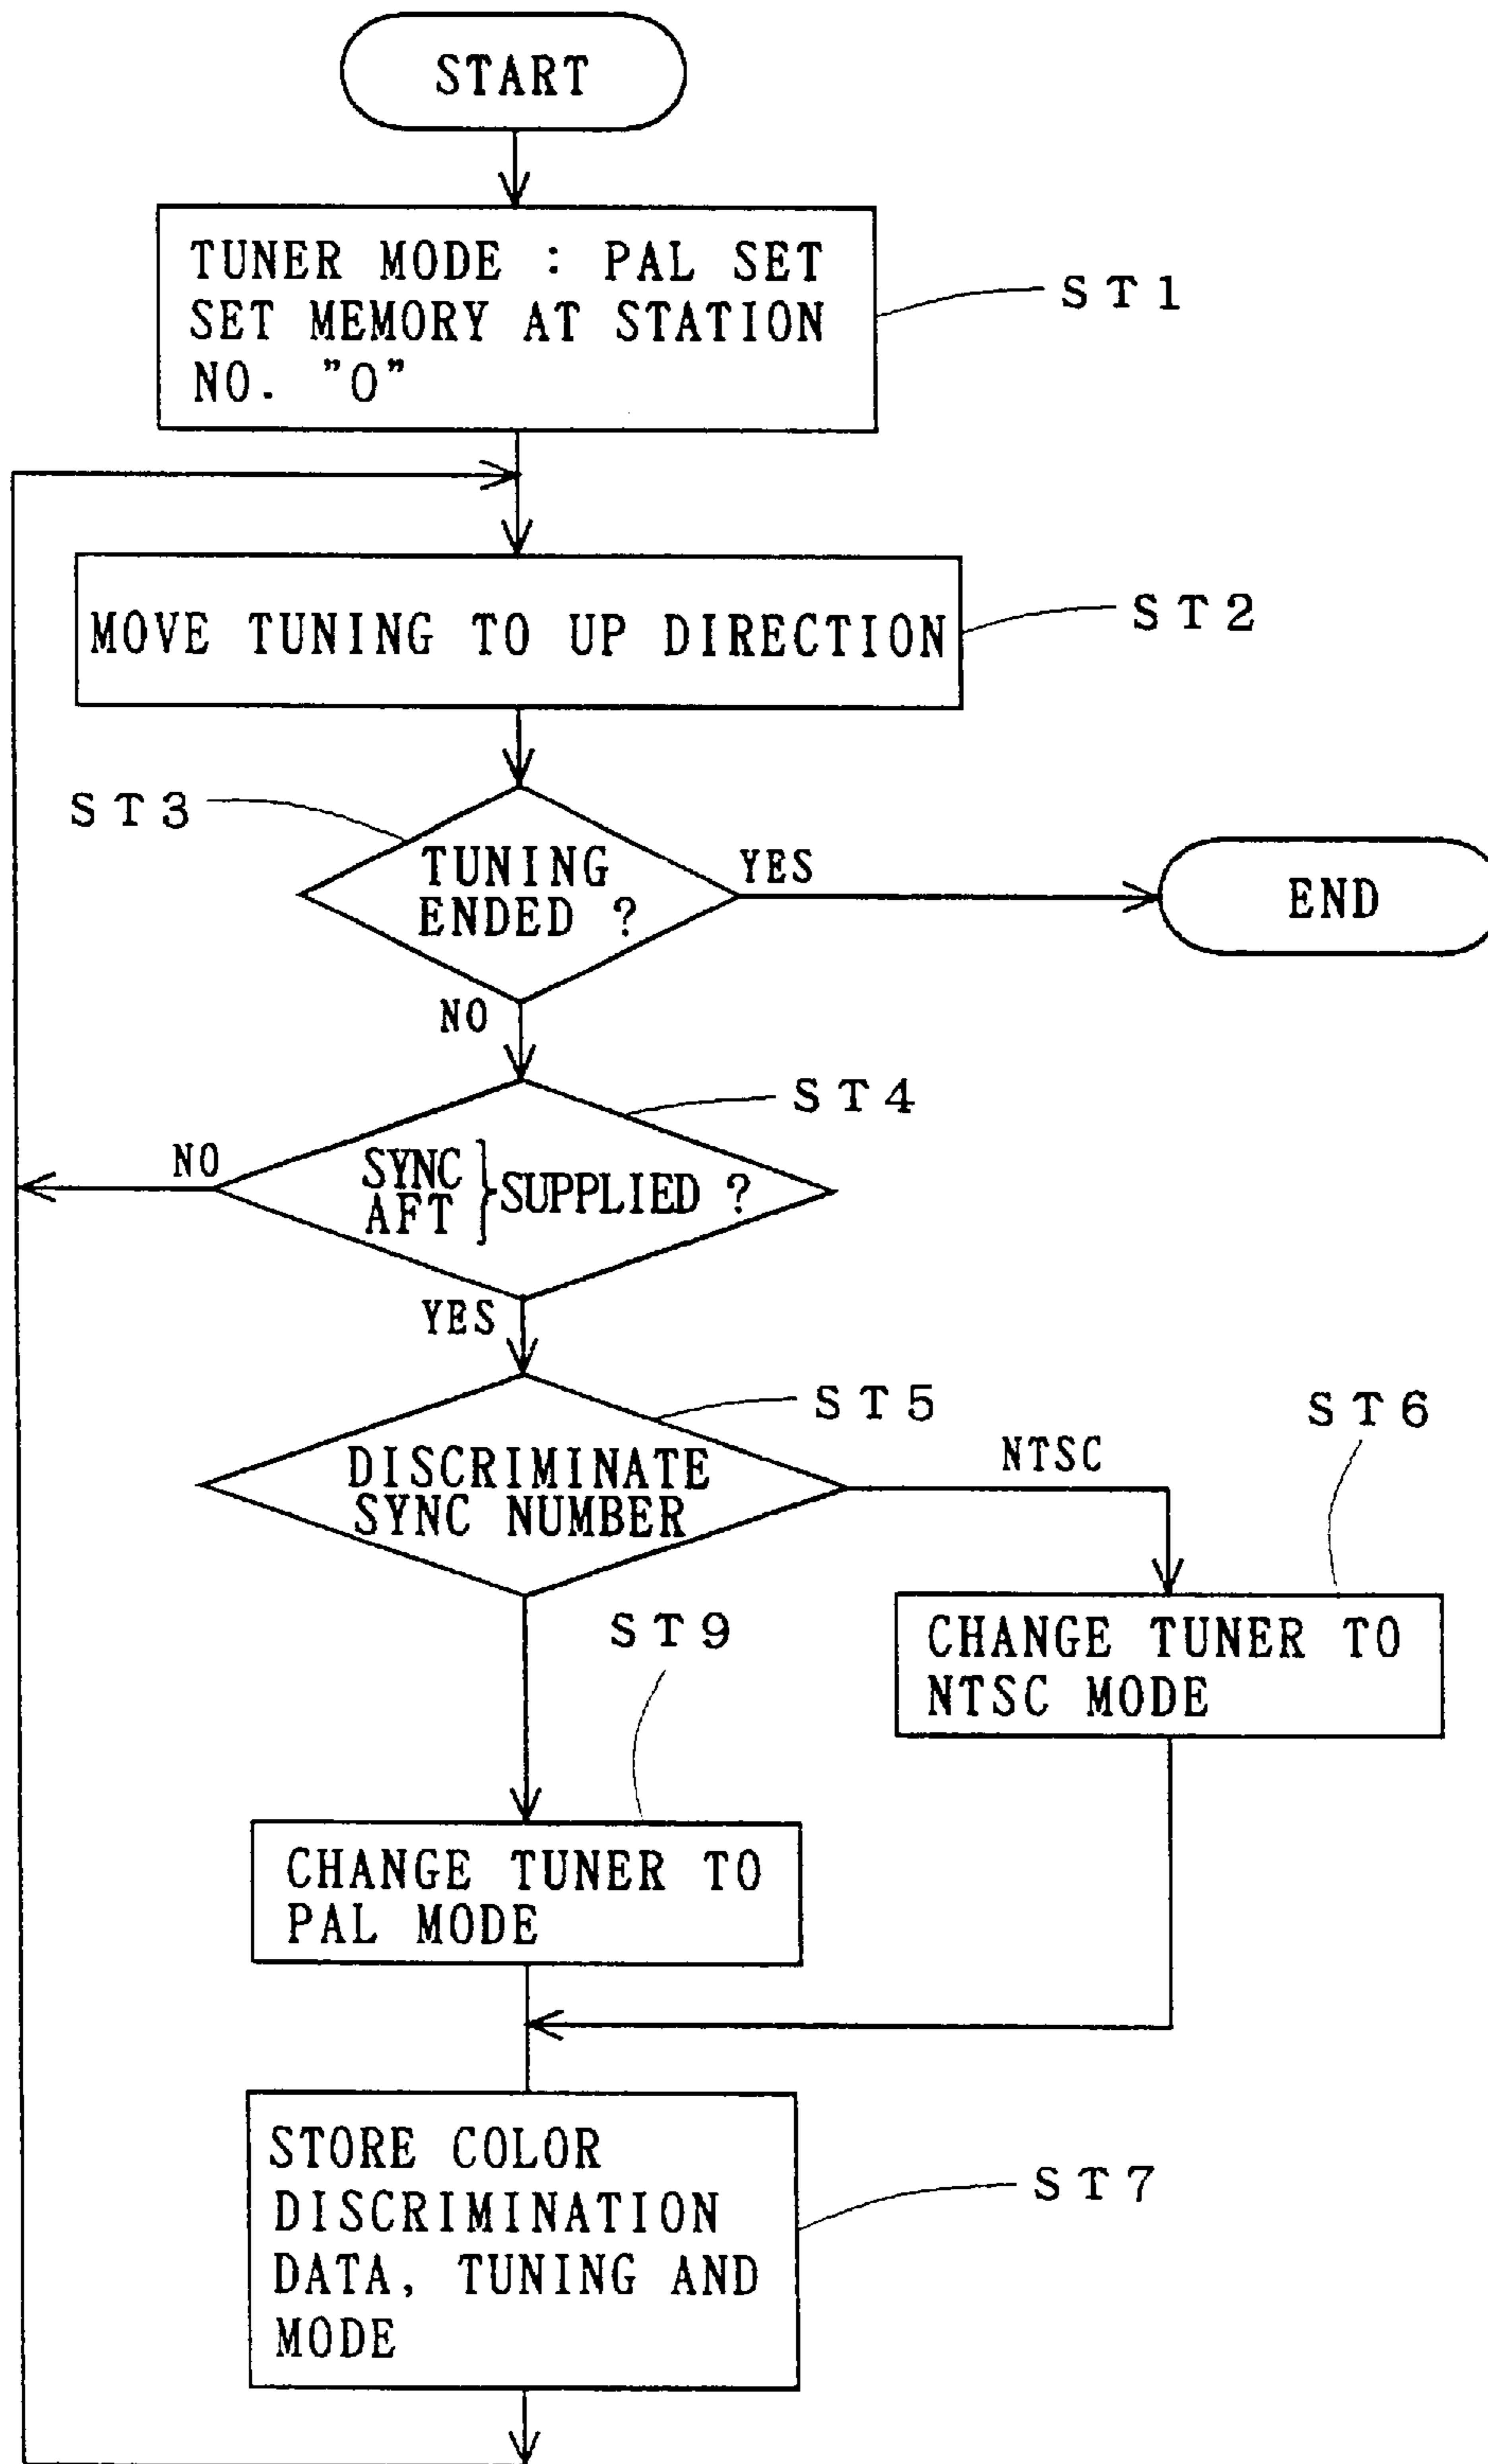 START
TUNER MODE : PAL SET
SET MEMORY AT STATION
NO. "0"
ST1
MOVE TUNING TO UP DIRECTION
ST2
ST3
TUNING
ENDED ?
YES
END
NO
ST4
NO
SYNC
AFT
} SUPPLIED ?
YES
ST5
DISCRIMINATE
SYNC NUMBER
NTSC
ST6
ST9
CHANGE TUNER TO
NTSC MODE
CHANGE TUNER TO
PAL MODE
STORE COLOR
DISCRIMINATION
DATA, TUNING AND
MODE
ST7